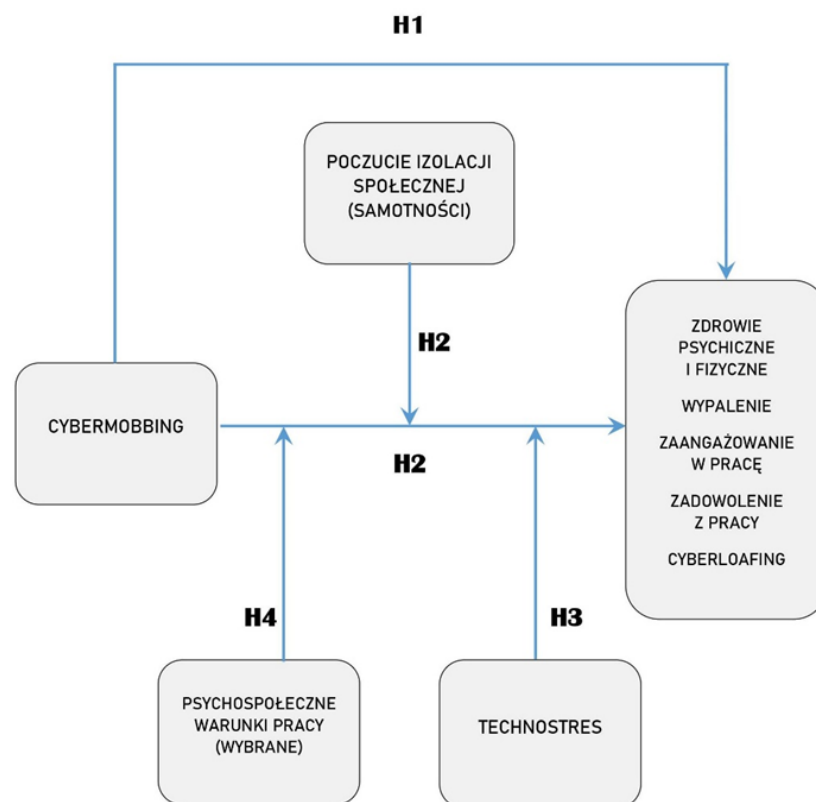 H1
POCZUCIE IZOLACJI
SPOŁECZNEJ
(SAMOTNOŚCI)
H2
CYBERMOBBING
H2
ZDROWIE
PSYCHICZNE
I FIZYCZNE
WYPALENIE
ZAANGAŻOWANIE
W PRACĘ
ZADOWOLENIE
Z PRACY
CYBERLOAFING
H4
H3
PSYCHOSPOŁECZNE
WARUNKI PRACY
(WYBRANE)
TECHNOSTRES